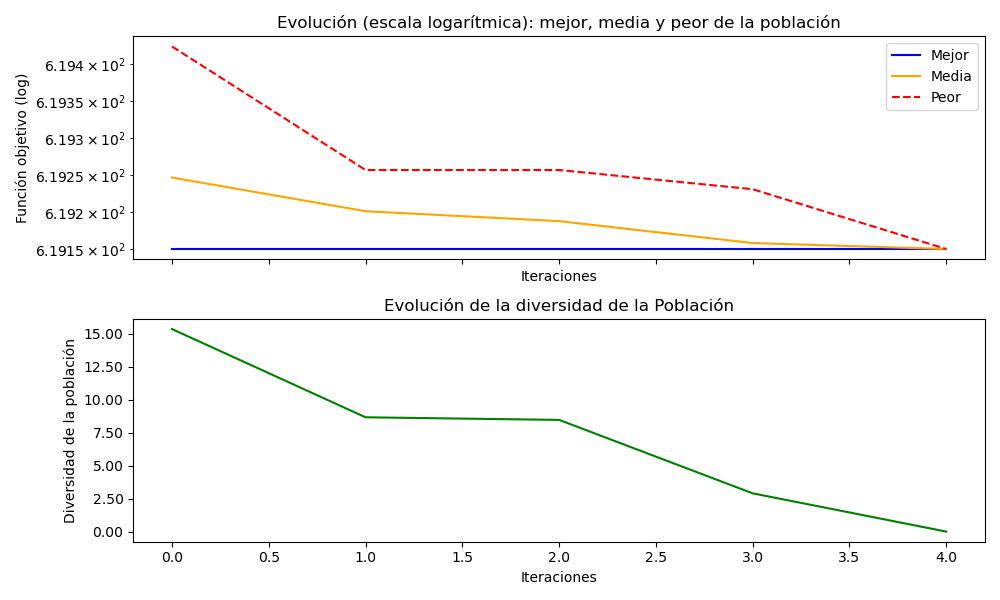 Evolución (escala logarítmica): mejor, media y peor de la población
Función objetivo (log)
6.194 × 10²
6.1935 × 10²
6.193 × 10²
6.1925 × 10²
6.192 × 10²
6.1915 × 10²
Mejor
Media
Peor
Iteraciones
Evolución de la diversidad de la Población
Diversidad de la población
15.00
12.50
10.00
7.50
5.00
2.50
0.00
0.0 0.5 1.0 1.5 2.0 2.5 3.0 3.5 4.0
Iteraciones